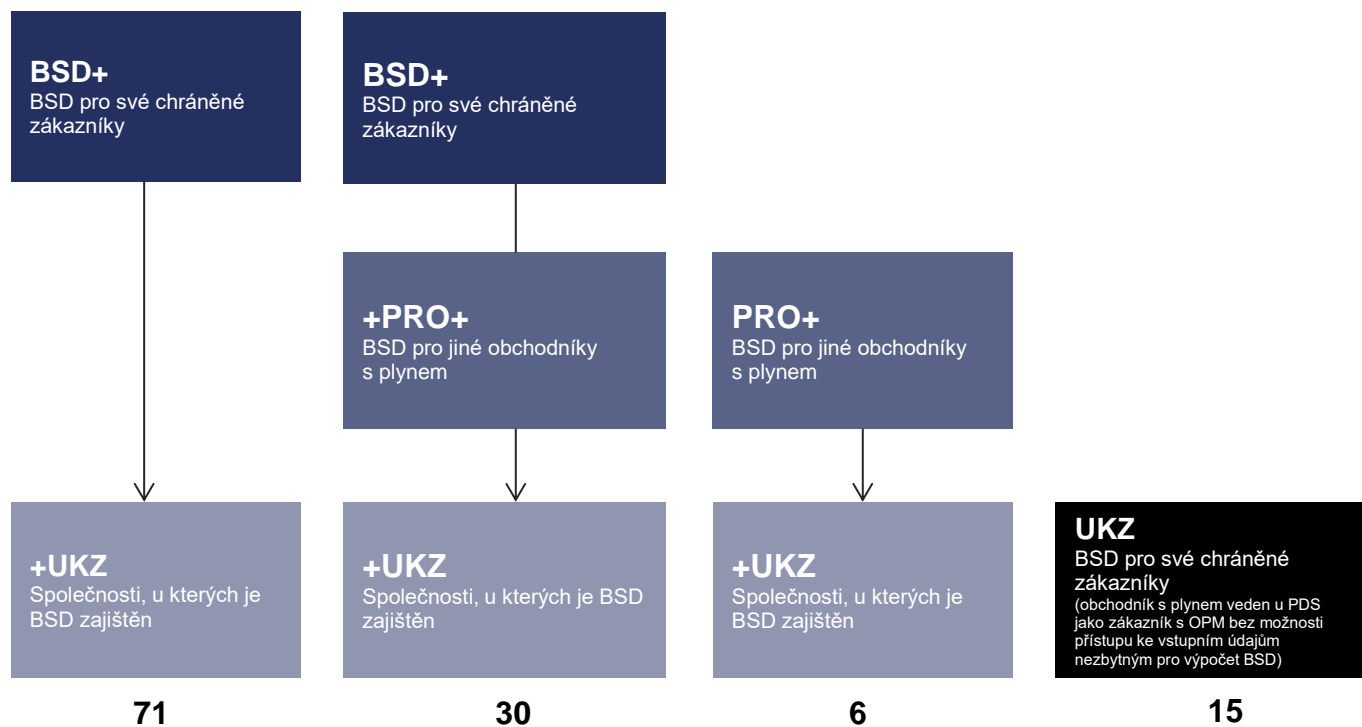 BSD+
BSD pro své chráněné
zákazníky
BSD+
BSD pro své chráněné
zákazníky
+PRO+
BSD pro jiné obchodníky
s plynem
PRO+
BSD pro jiné obchodníky
s plynem
+UKZ
Společnosti, u kterých je
BSD zajištěn
+UKZ
Společnosti, u kterých je BSD
zajištěn
+UKZ
Společnosti, u kterých je
BSD zajištěn
UKZ
BSD pro své chráněné
zákazníky
(obchodník s plynem veden u PDS
jako zákazník s OPM bez možnosti
přístupu ke vstupním údajům
nezbytným pro výpočet BSD)
71
30
6
15